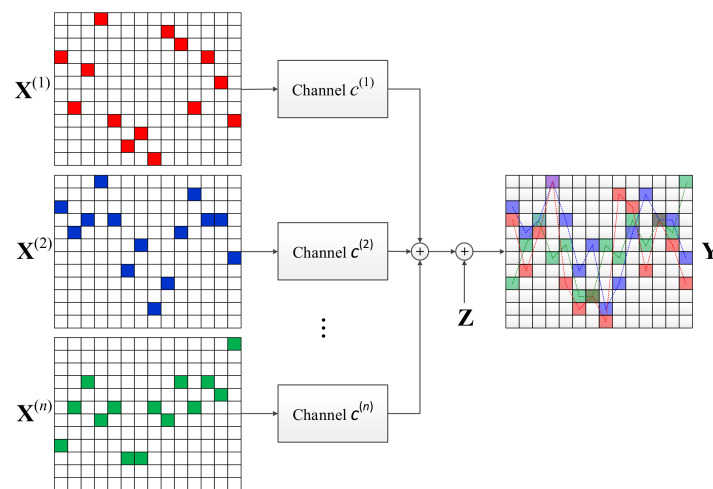 X⁽¹⁾
Channel c⁽¹⁾
X⁽²⁾
Channel c⁽²⁾
+
+
Y
Z
⋮
X⁽ⁿ⁾
Channel c⁽ⁿ⁾